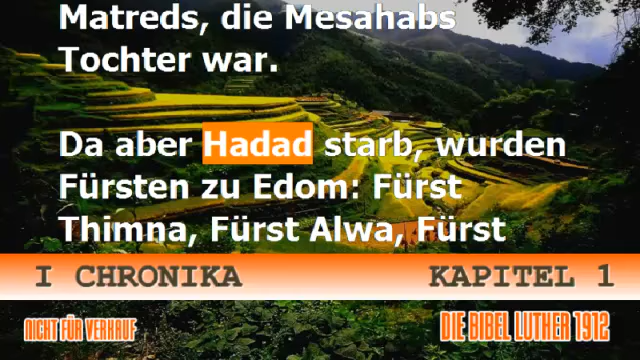 Matreds, die Mesahabs
Tochter war.
Da aber Hadad starb, wurden
Fürsten zu Edom: Fürst
Thimna, Fürst Alwa, Fürst
I CHRONIKA KAPITEL 1
NICHT FÜR VERKAUF DIE BIBEL LUTHER 1912